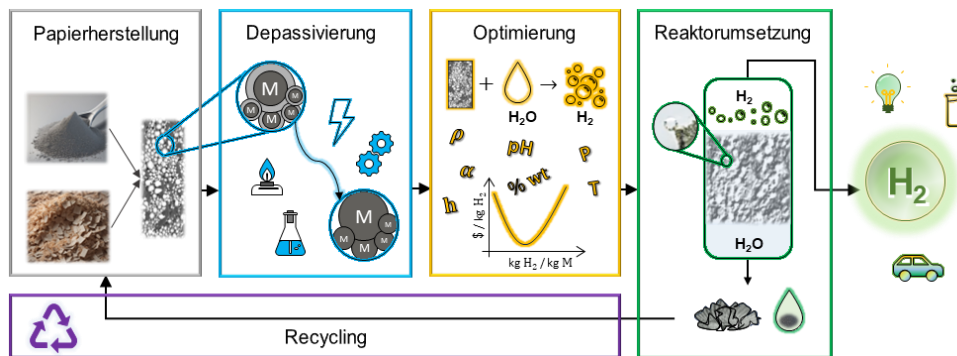 Papierherstellung
Depassivierung
M
M
M
M
M
M
M
M
M
Optimierung
+
→
H₂O
H₂
ρ
pH
P
α
% wt
T
h
$ / kg H₂
kg H₂ / kg M
Reaktorumsetzung
H₂
H₂O
H₂
Recycling